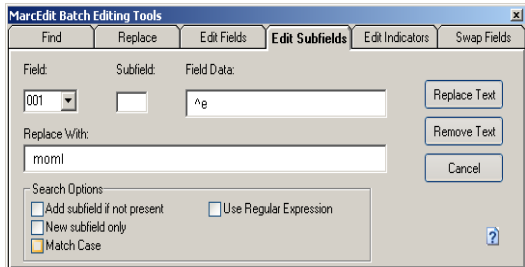 MarcEdit Batch Editing Tools
Find Replace Edit Fields Edit Subfields Edit Indicators Swap Fields
Field: Subfield: Field Data:
001 ^e
Replace Text
Replace With:
Remove Text
moml
Cancel
Search Options
Add subfield if not present Use Regular Expression
New subfield only
Match Case
?